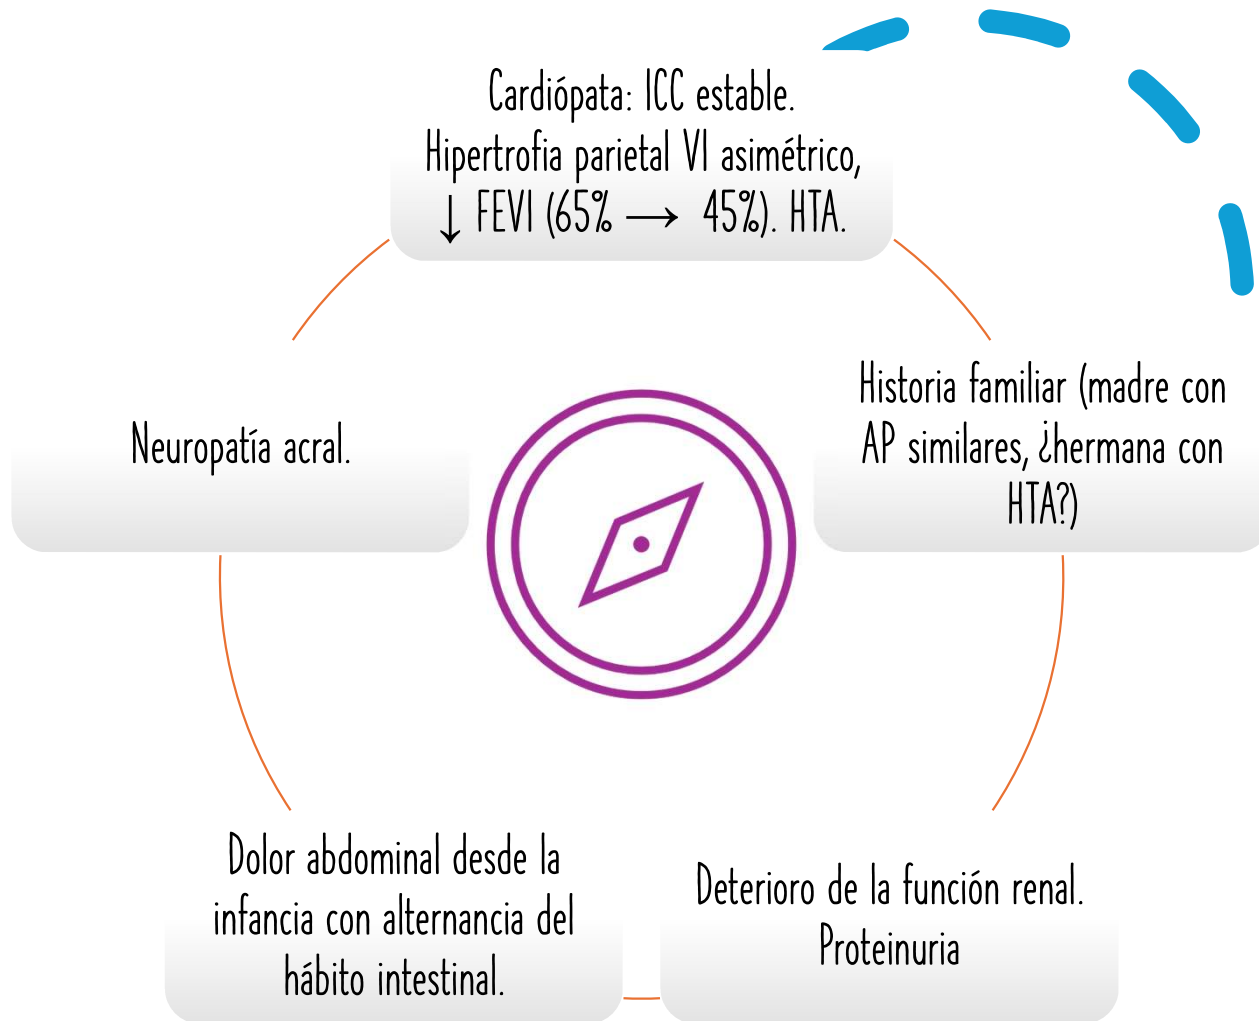 Cardiópata: ICC estable.
Hipertrofia parietal VI asimétrico,
↓ FEVI (65% → 45%). HTA.
Historia familiar (madre con
AP similares, ¿hermana con
HTA?)
Deterioro de la función renal.
Proteinuria
Dolor abdominal desde la
infancia con alternancia del
hábito intestinal.
Neuropatía acral.